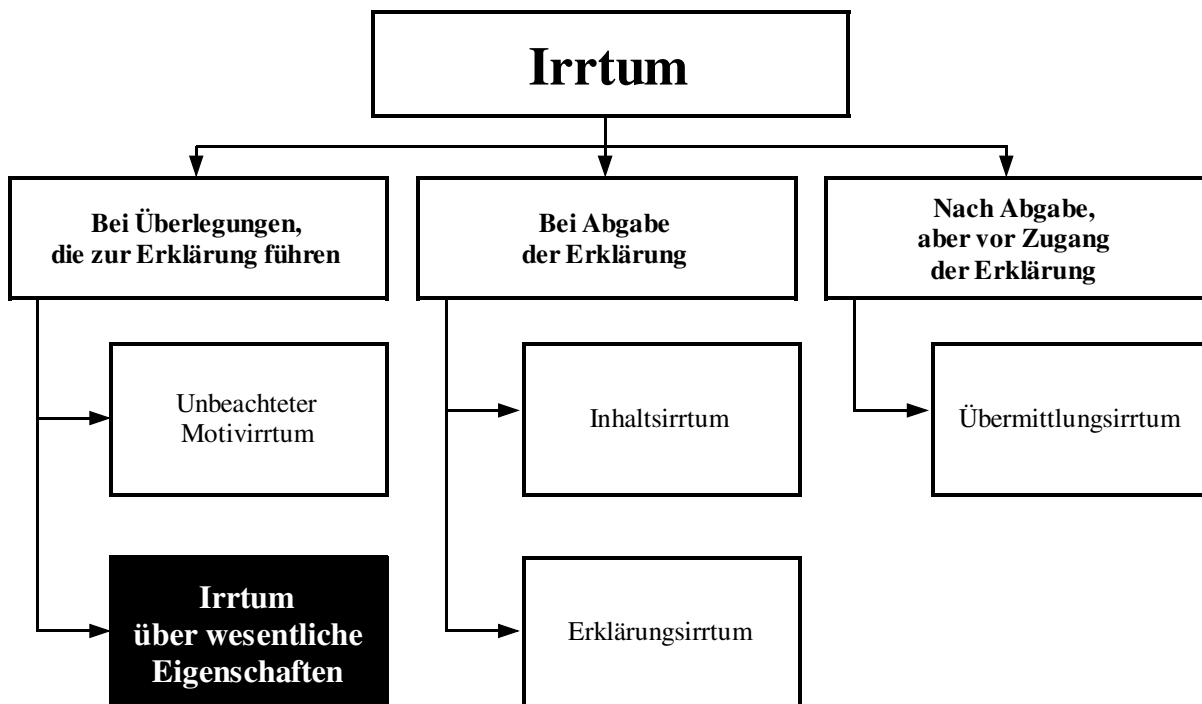 Irrtum
Bei Überlegungen,
die zur Erklärung führen
Bei Abgabe
der Erklärung
Nach Abgabe,
aber vor Zugang
der Erklärung
Unbeachteter
Motivirrtum
Inhaltsirrtum
Übermittlungsirrtum
Irrtum
über wesentliche
Eigenschaften
Erklärungsirrtum